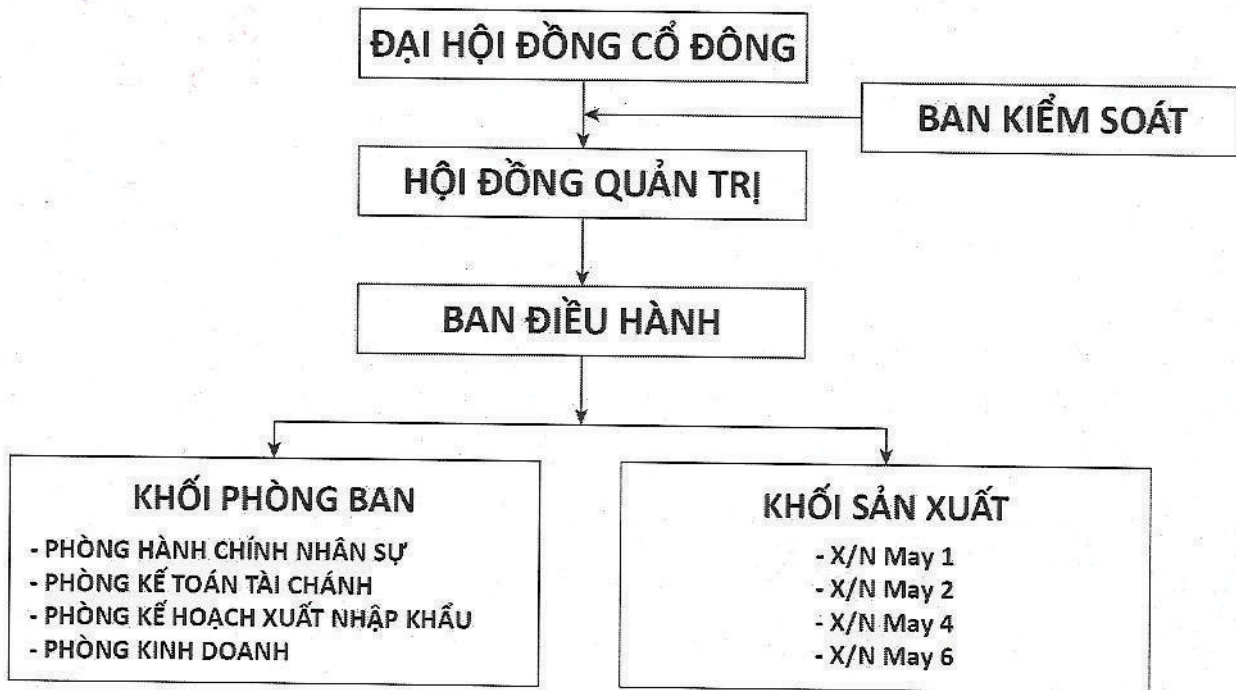 ĐẠI HỘI ĐỒNG CỔ ĐÔNG
BAN KIỂM SOÁT
HỘI ĐỒNG QUẢN TRỊ
BAN ĐIỀU HÀNH
KHỐI PHÒNG BAN
- PHÒNG HÀNH CHÍNH NHÂN SỰ
- PHÒNG KẾ TOÁN TÀI CHÁNH
- PHÒNG KẾ HOẠCH XUẤT NHẬP KHẨU
- PHÒNG KINH DOANH
KHỐI SẢN XUẤT
- X/N May 1
- X/N May 2
- X/N May 4
- X/N May 6